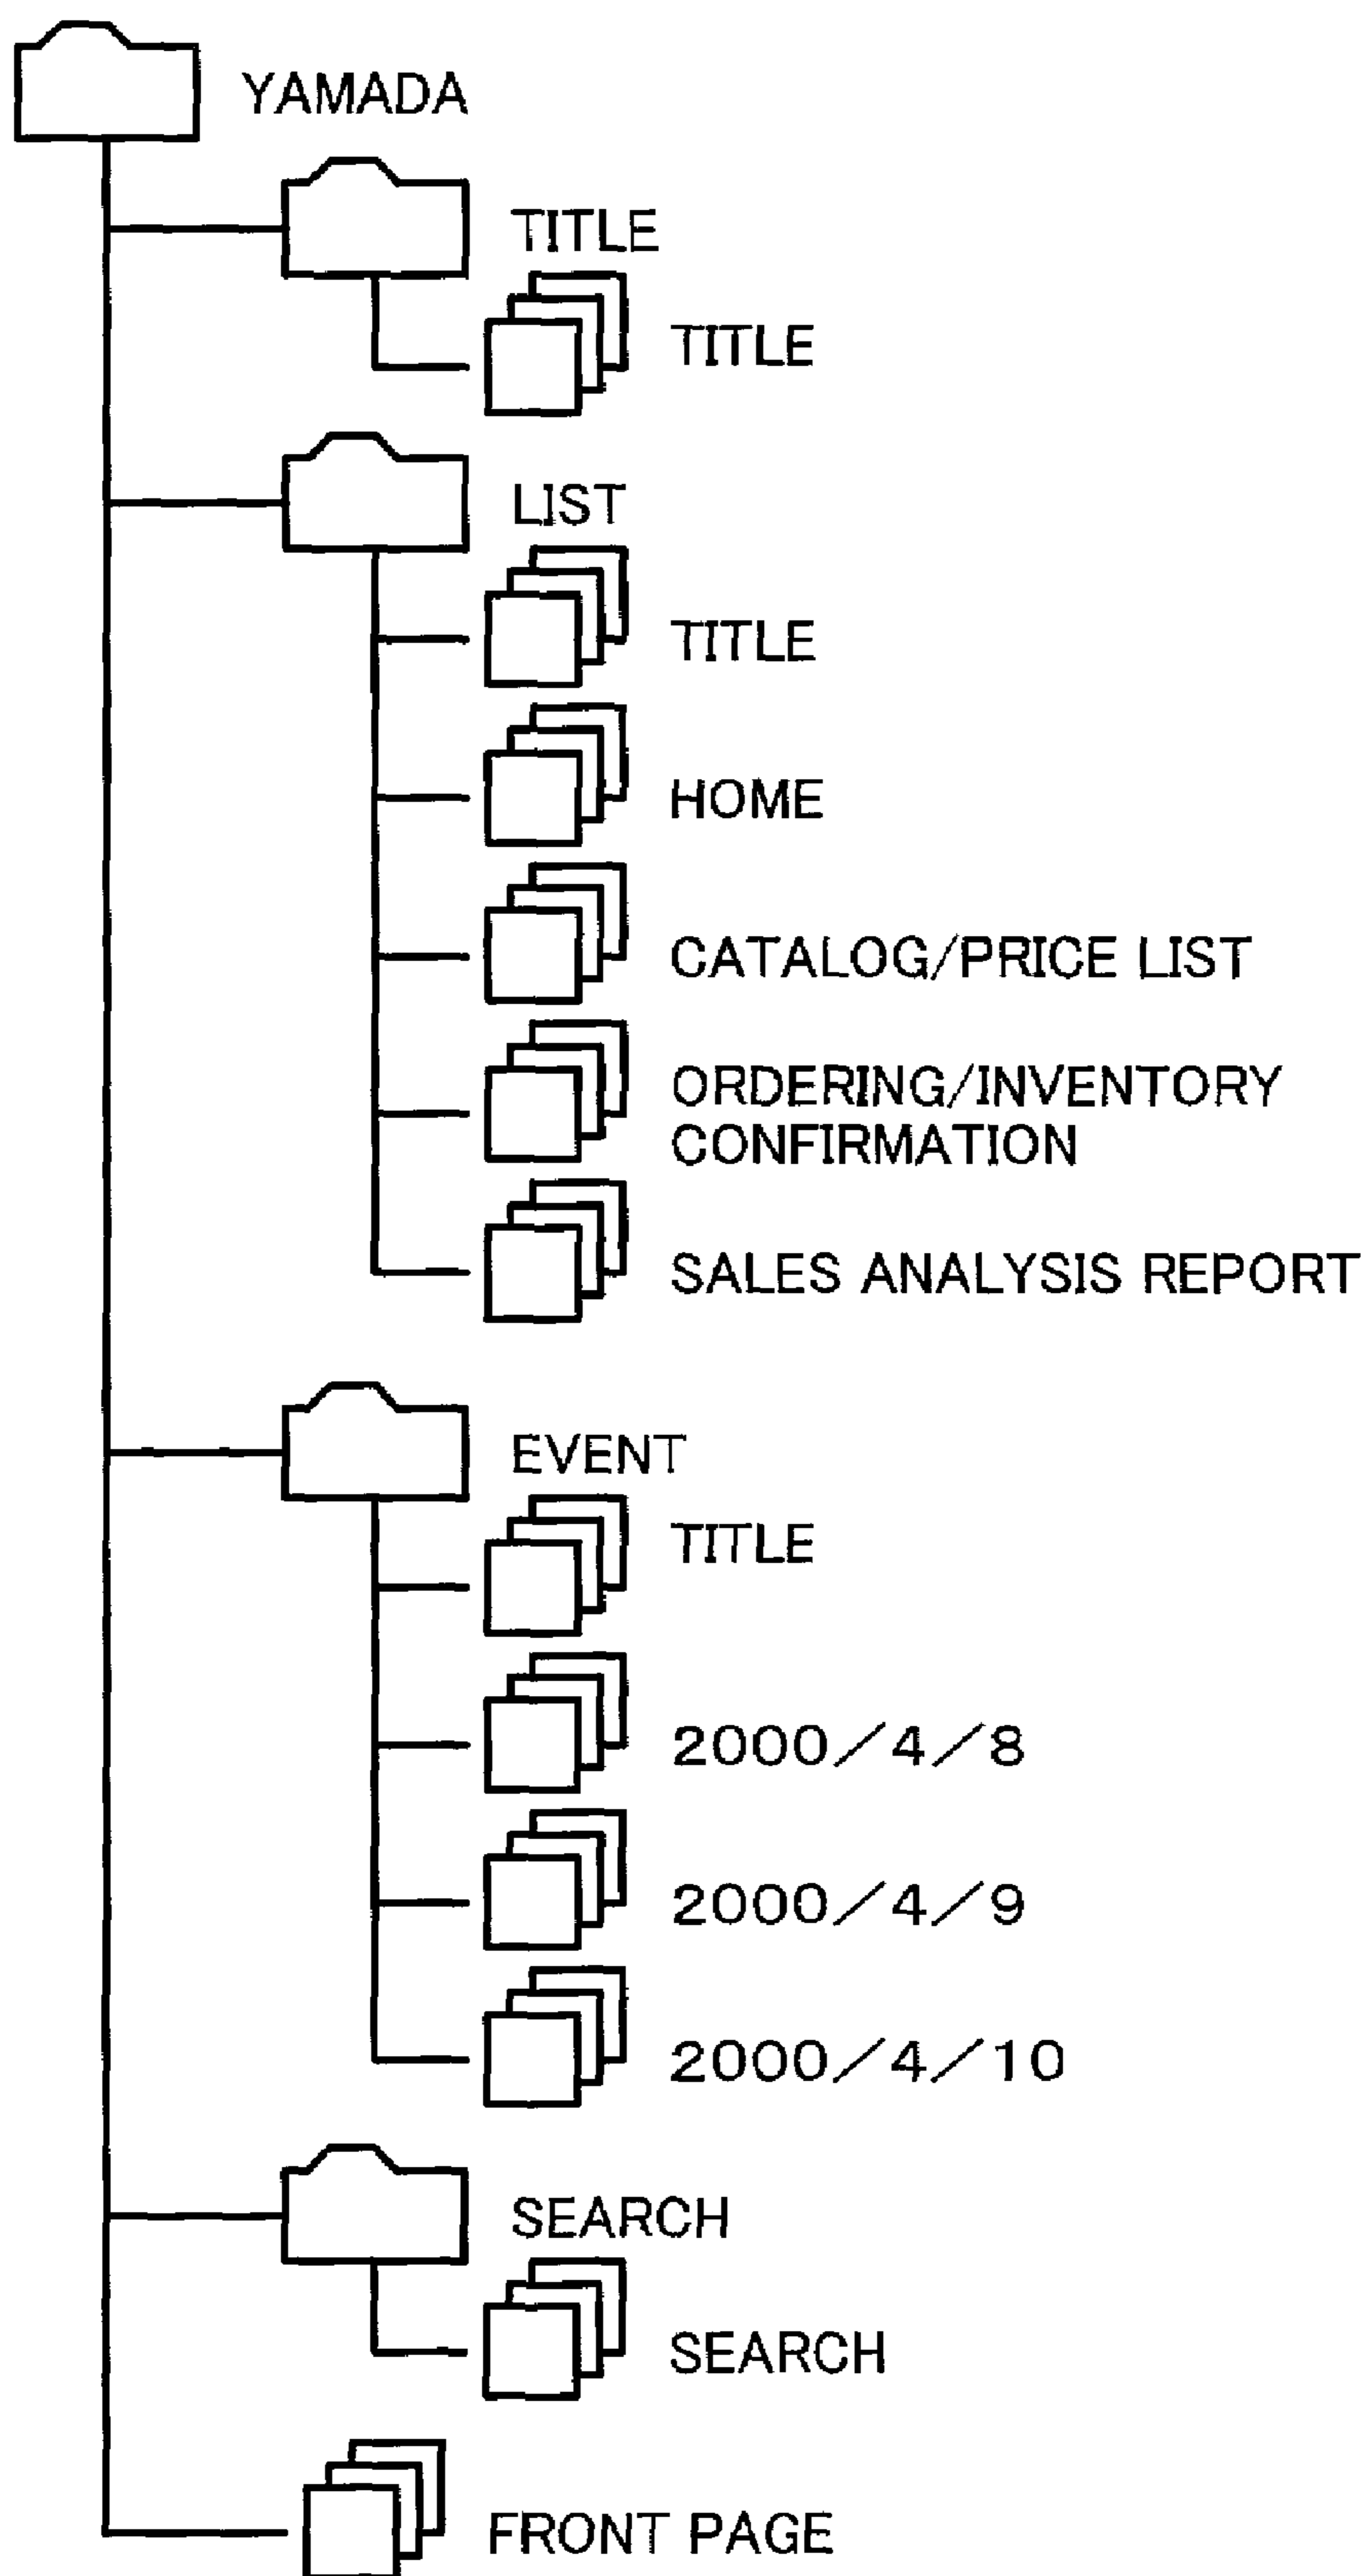 YAMADA
TITLE
TITLE
LIST
TITLE
HOME
CATALOG/PRICE LIST
ORDERING/INVENTORY
CONFIRMATION
SALES ANALYSIS REPORT
EVENT
TITLE
2000/4/8
2000/4/9
2000/4/10
SEARCH
SEARCH
FRONT PAGE